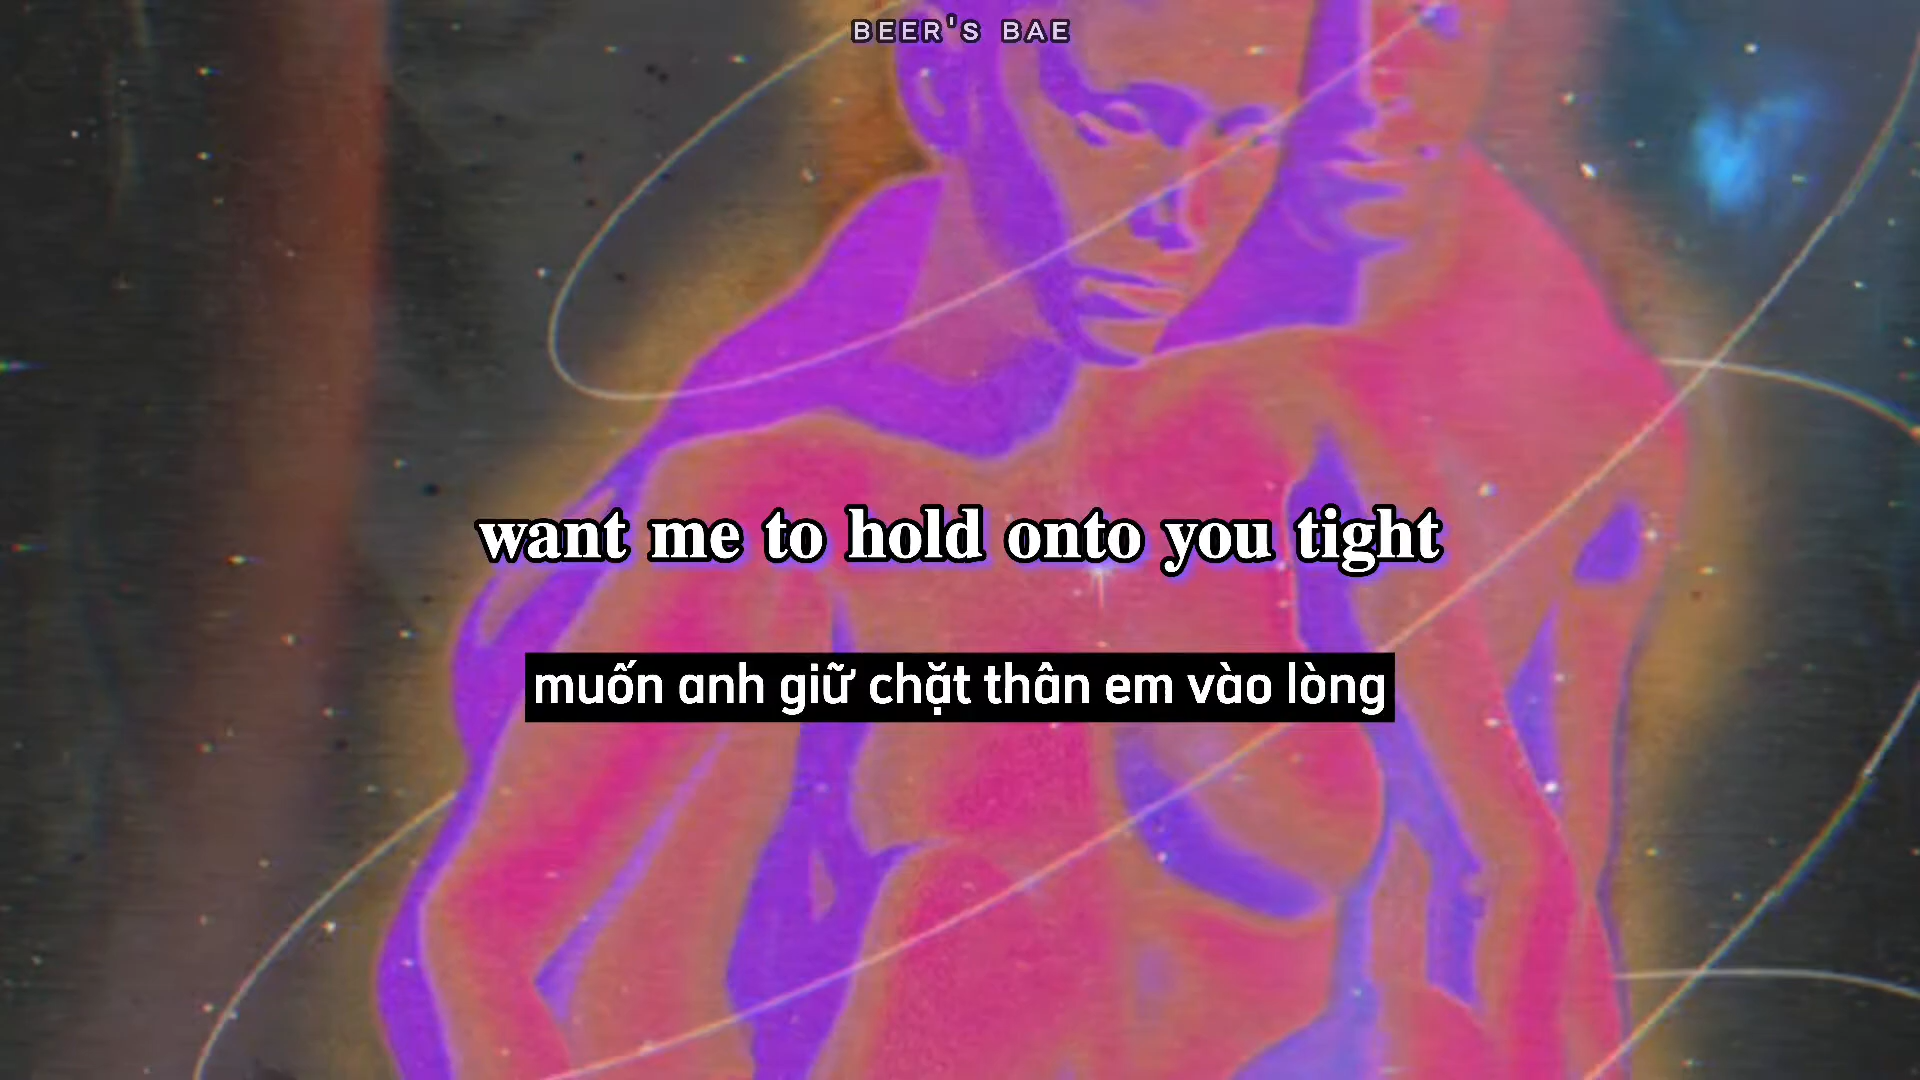 BEER'S BAE
want me to hold onto you tight
muốn anh giữ chặt thân em vào lòng